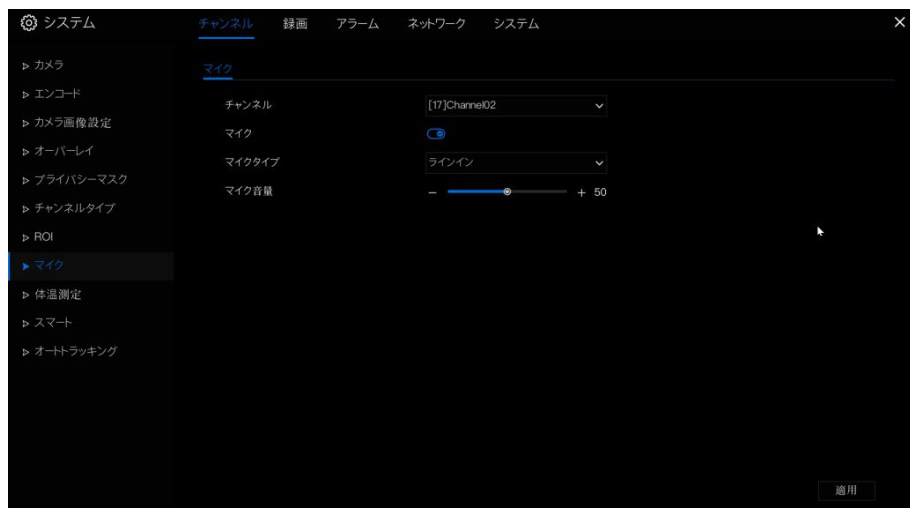 システム
チャンネル 録画 アラーム ネットワーク システム
カメラ
エンコード
カメラ画像設定
オーバーレイ
プライバシーマスク
チャンネルタイプ
ROI
マイク
体温測定
スマート
オートトラッキング
マイク
チャンネル [17]Channel02
マイク
マイクタイプ ラインイン
マイク音量 − + 50
適用